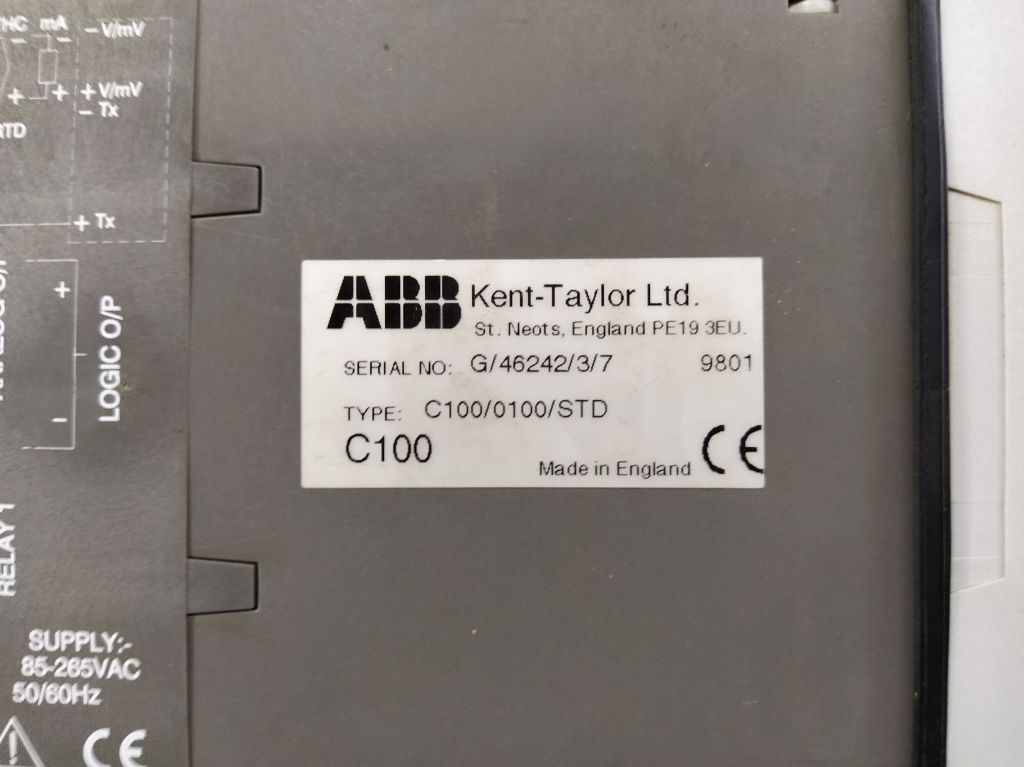 mA
- V/mV
+ V/mV
- Tx
+ Tx
LOGIC O/P
RELAY 1
SUPPLY:-
85-265VAC
50/60Hz
CE
ABB Kent-Taylor Ltd.
St. Neots, England PE19 3EU.
SERIAL NO: G/46242/3/7 9801
TYPE: C100/0100/STD
C100
Made in England CE